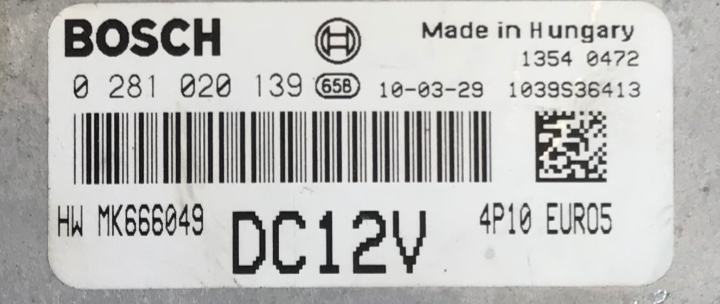 BOSCH Made in Hungary
1354 0472
0 281 020 139 65B 10-03-29 1039S36413
HW MK666049 DC12V 4P10 EURO5